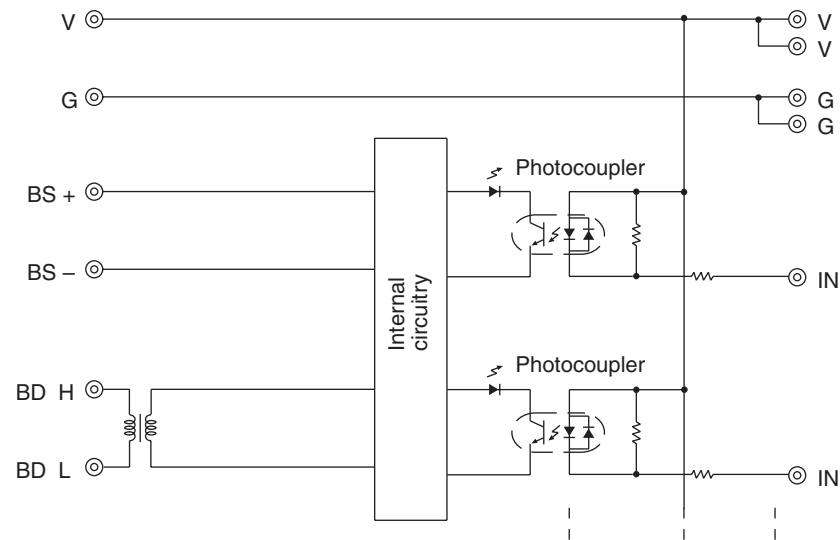 V
V
V
G
G
G
BS +
BS –
BD H
BD L
Internal
circuitry
Photocoupler
IN
Photocoupler
IN